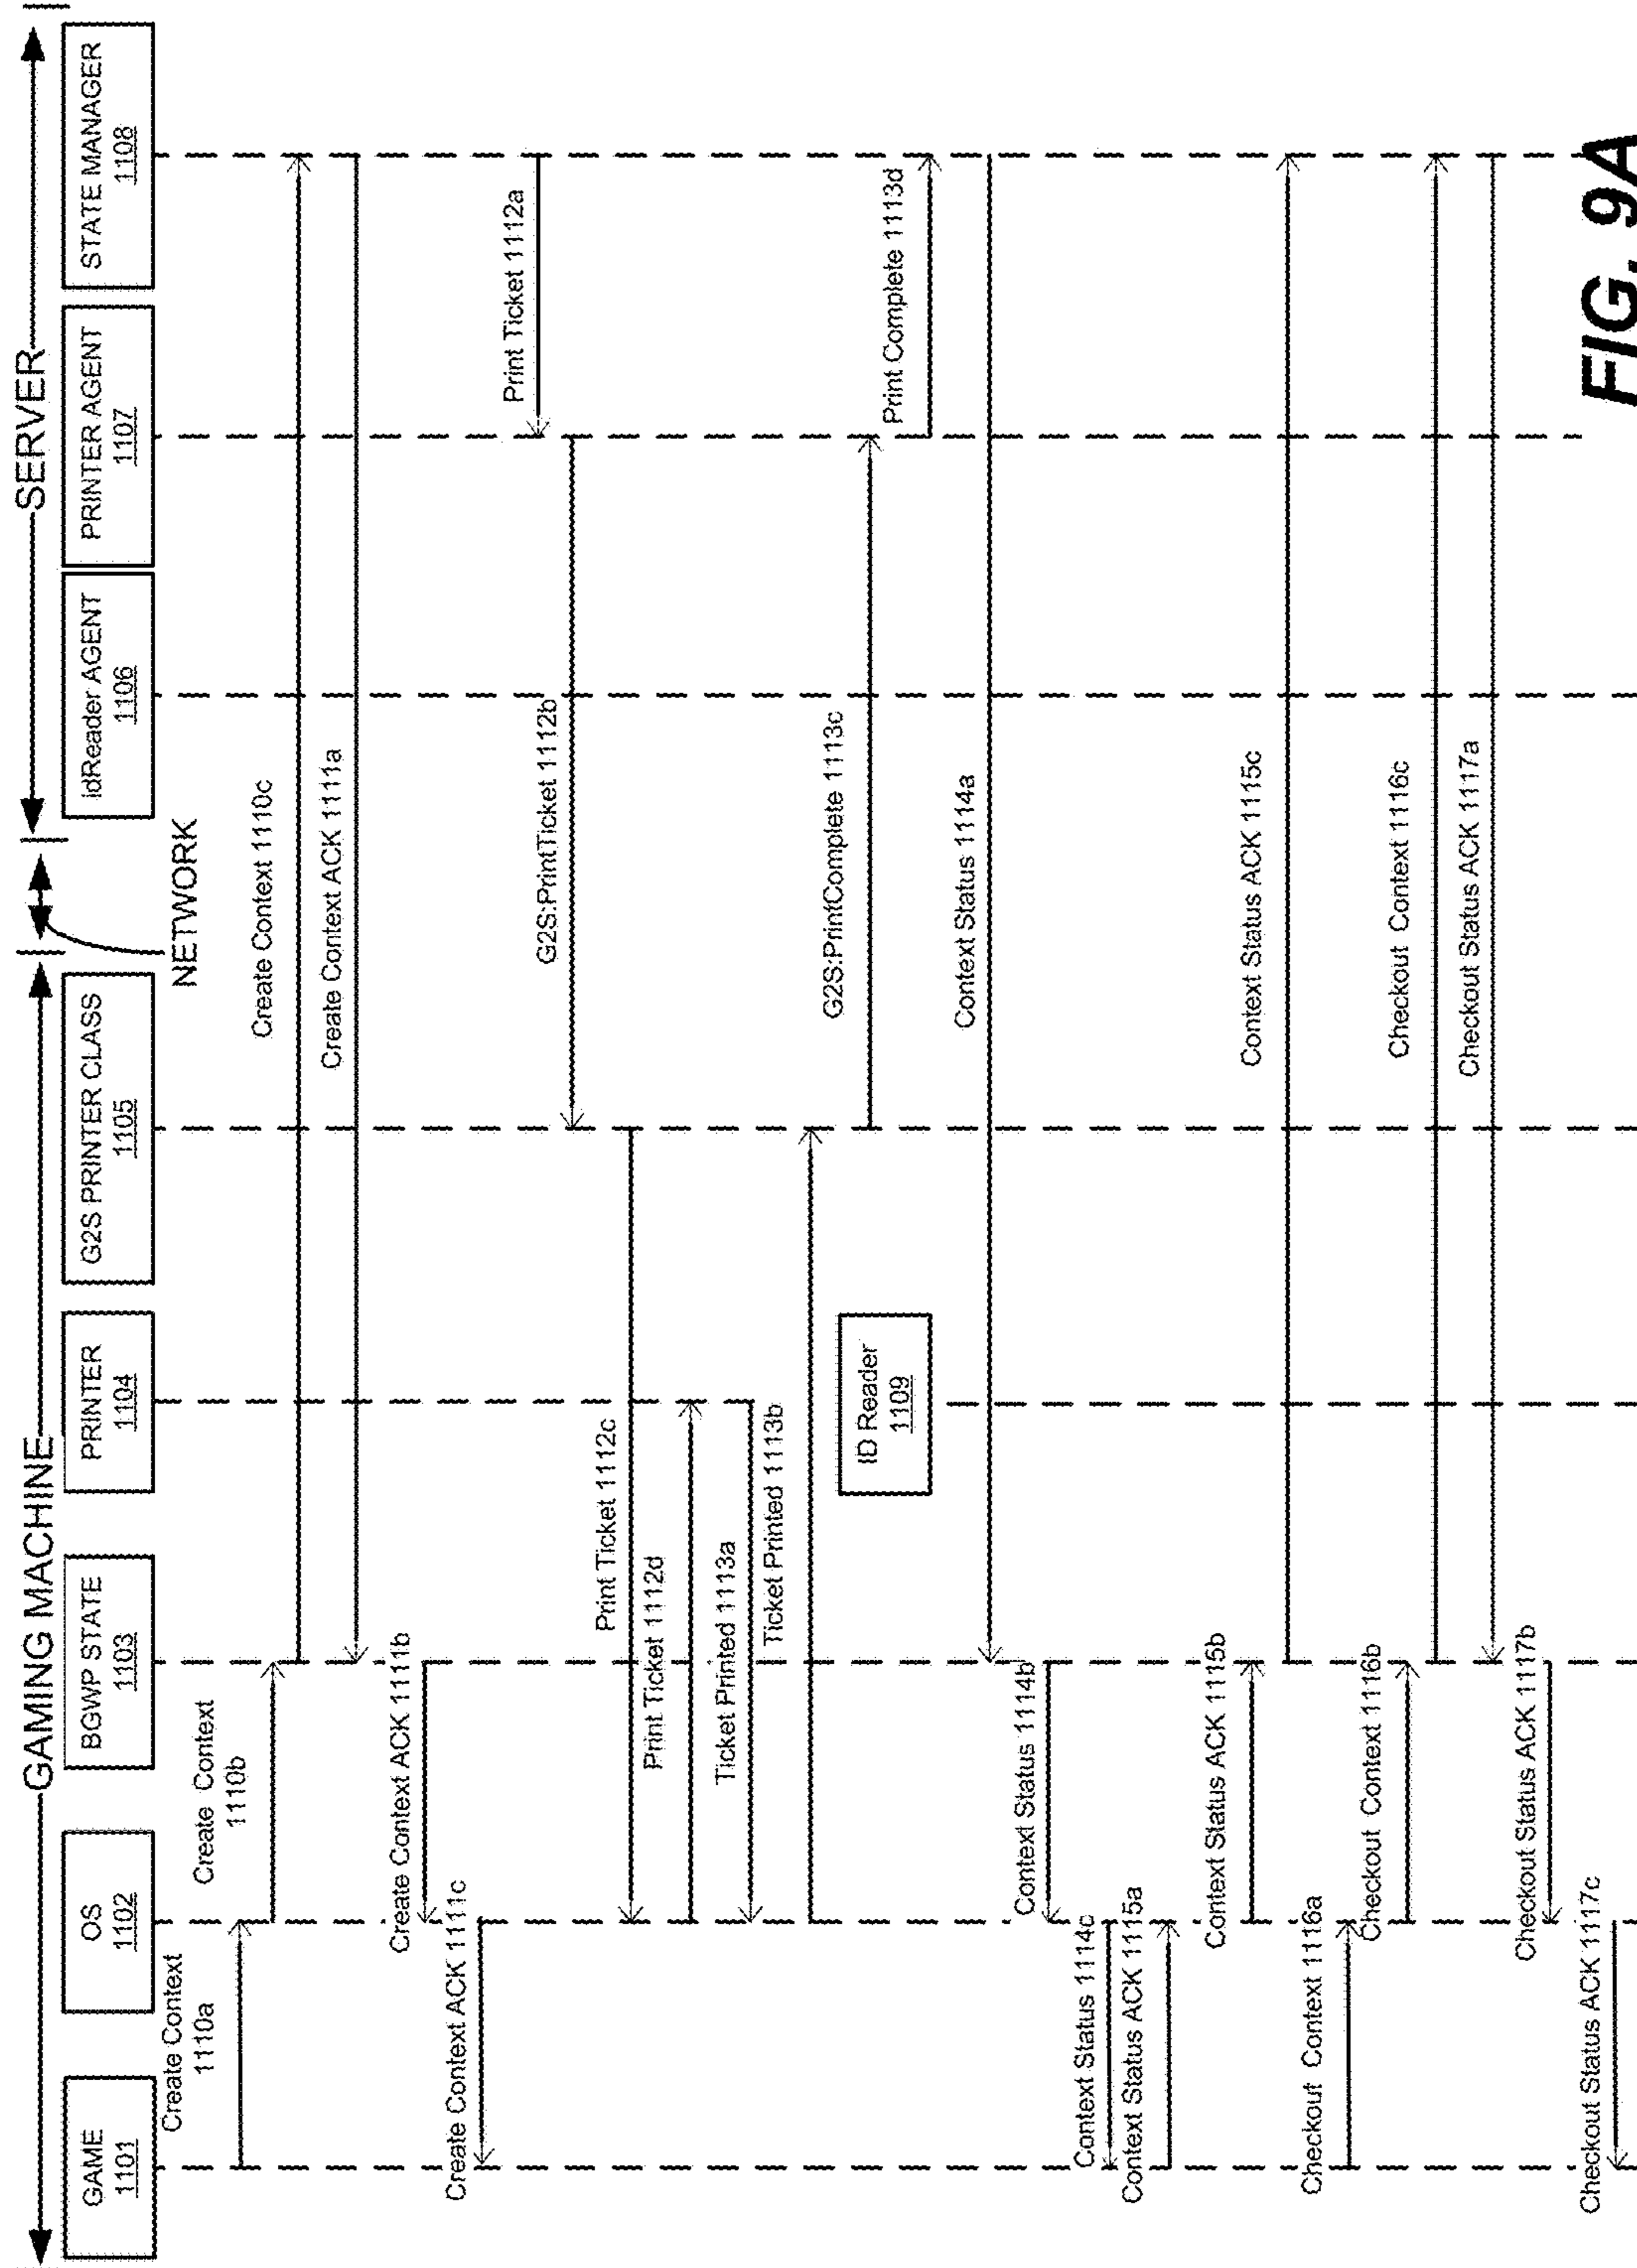 GAMING MACHINE
SERVER
NETWORK
GAME
1101
OS
1102
BGWP STATE
1103
PRINTER
1104
G2S PRINTER CLASS
1105
idReader AGENT
1106
PRINTER AGENT
1107
STATE MANAGER
1108
Create Context
1110a
Create Context
1110b
Create Context 1110c
Create Context ACK 1111a
Create Context ACK 1111b
Create Context ACK 1111c
Print Ticket 1112a
G2S:PrintTicket 1112b
Print Ticket 1112c
Print Ticket 1112d
Ticket Printed 1113a
Ticket Printed 1113b
G2S:PrintComplete 1113c
Print Complete 1113d
ID Reader
1109
Context Status 1114a
Context Status 1114b
Context Status 1114c
Context Status ACK 1115a
Context Status ACK 1115b
Context Status ACK 1115c
Checkout Context 1116a
Checkout Context 1116b
Checkout Context 1116c
Checkout Status ACK 1117a
Checkout Status ACK 1117b
Checkout Status ACK 1117c
FIG. 9A